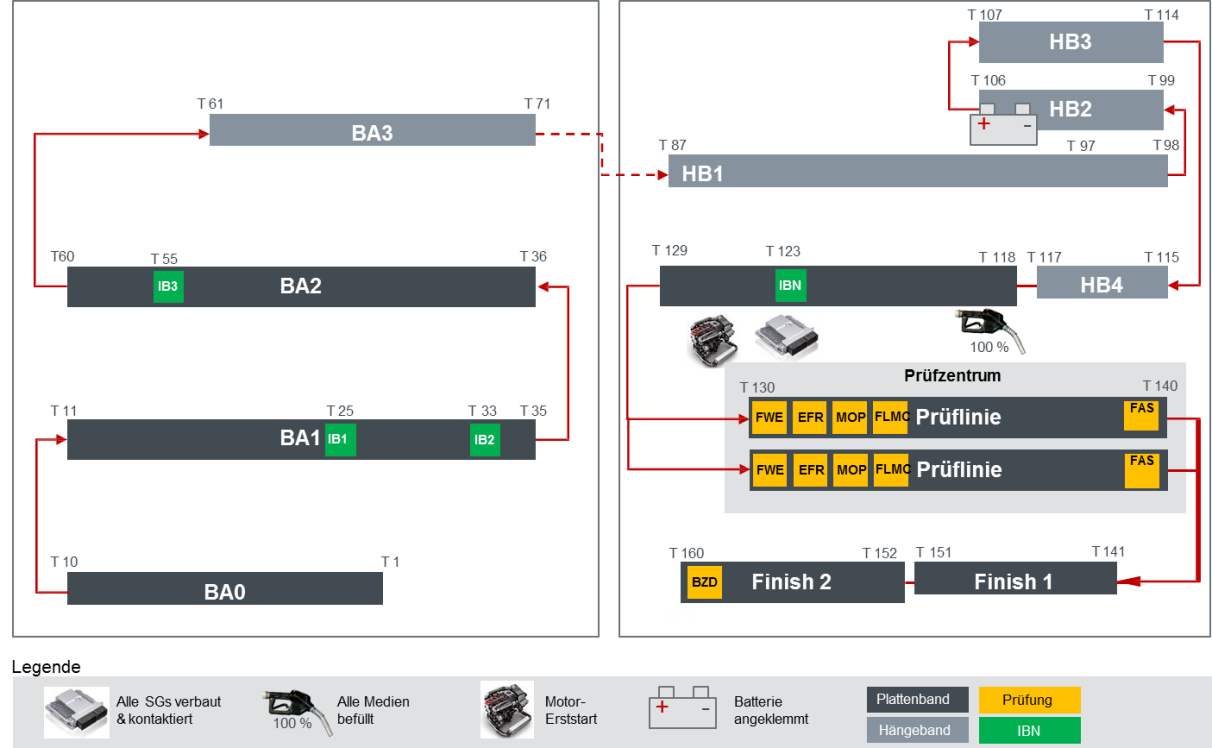 T 107 T 114
HB3
T 106 T 99
HB2
+ -
T 61 T 71
BA3
T 87 T 97 T 98
HB1
T60 T 55 T 36
IB3 BA2
T 129 T 123 T 118 T 117 T 115
IBN HB4
100 %
Prüfzentrum
T 130 T 140
FWE EFR MOP FLMC Prüflinie FAS
FWE EFR MOP FLMC Prüflinie FAS
T 11 T 25 T 33 T 35
BA1 IB1 IB2
T 10 T 1
BA0
T 160 T 152 T 151 T 141
BZD Finish 2 Finish 1
Legende
Alle SGs verbaut
& kontaktiert
100 %
Alle Medien
befüllt
Motor-
Erststart
+ -
Batterie
angeklemmt
Plattenband Prüfung
Hängeband IBN